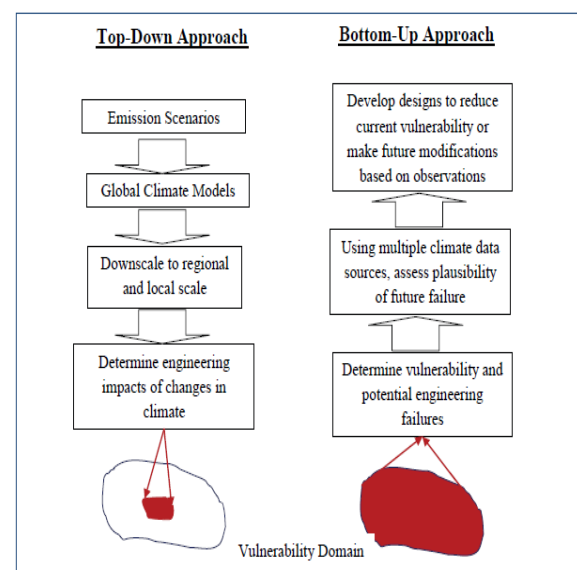 Top-Down Approach
Emission Scenarios
Global Climate Models
Downscale to regional
and local scale
Determine engineering
impacts of changes in
climate
Bottom-Up Approach
Develop designs to reduce
current vulnerability or
make future modifications
based on observations
Using multiple climate data
sources, assess plausibility
of future failure
Determine vulnerability and
potential engineering
failures
Vulnerability Domain